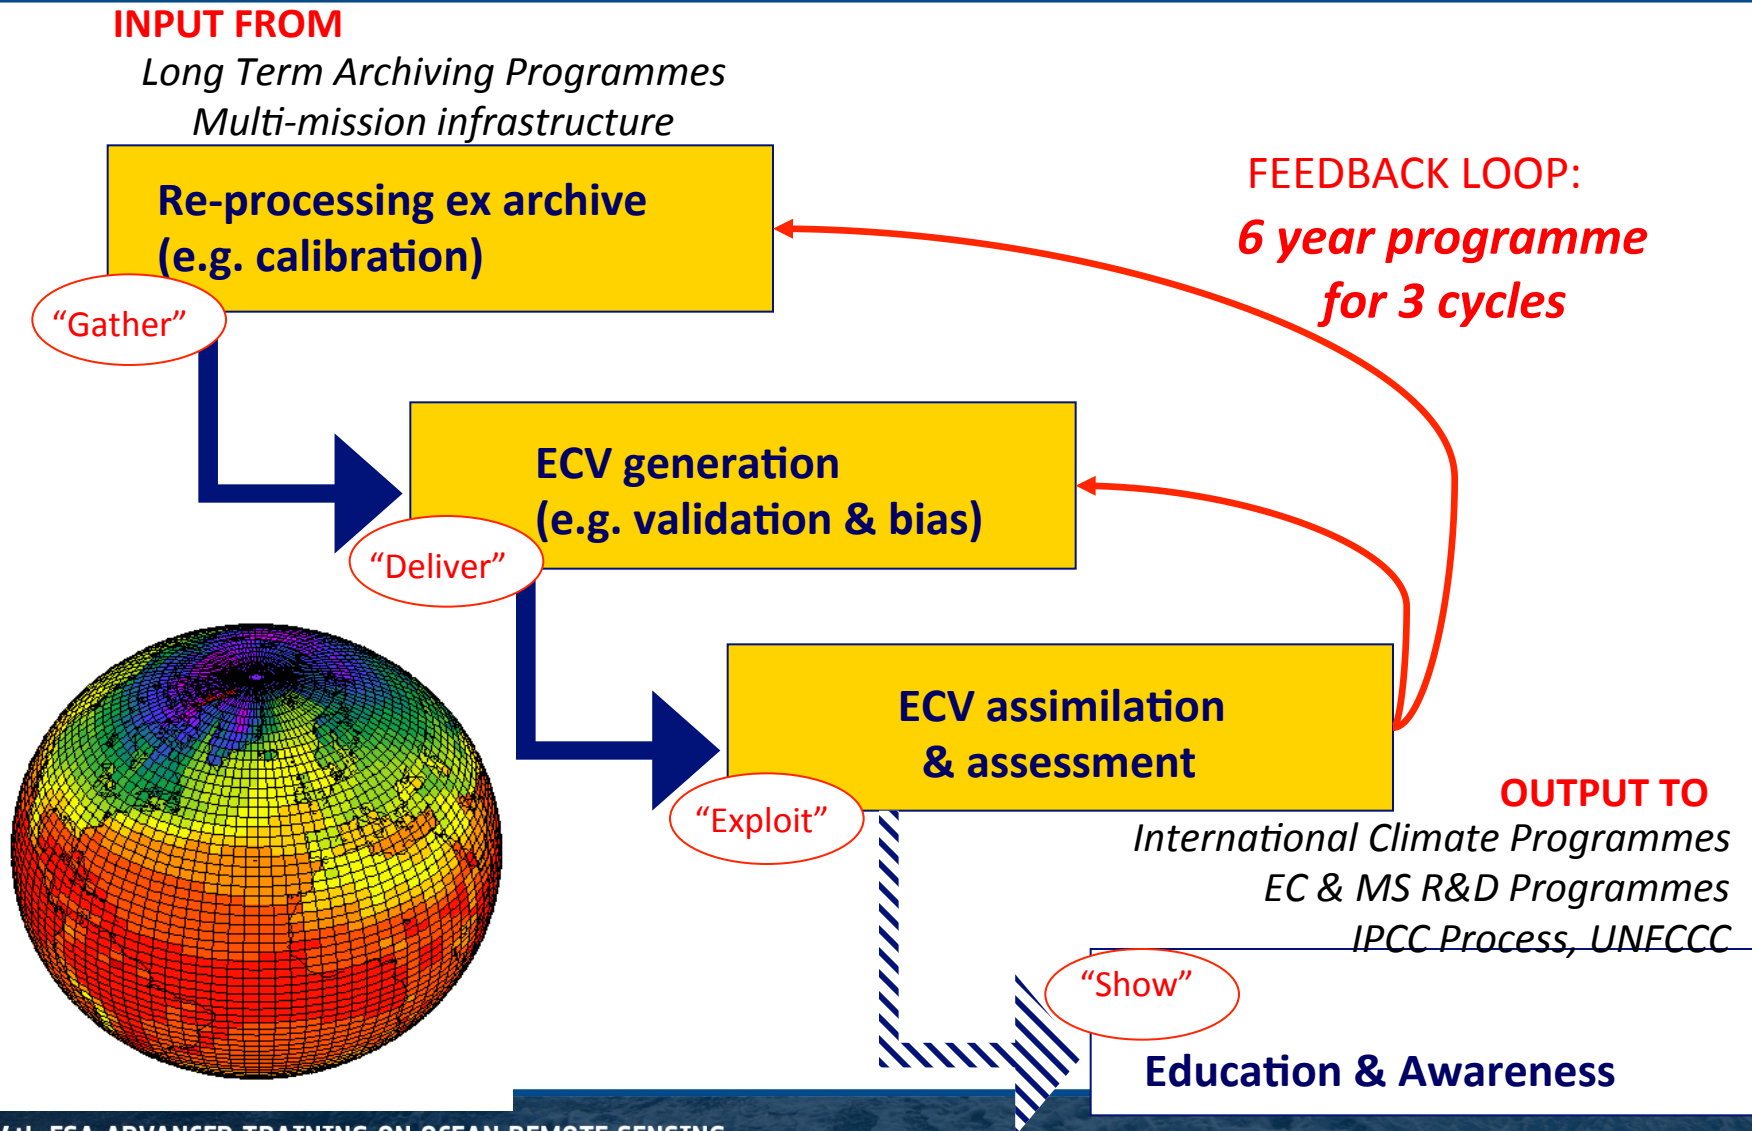 INPUT FROM
Long Term Archiving Programmes
Multi-mission infrastructure
Re-processing ex archive
(e.g. calibration)
“Gather”
FEEDBACK LOOP:
6 year programme
for 3 cycles
ECV generation
(e.g. validation & bias)
“Deliver”
ECV assimilation
& assessment
“Exploit”
OUTPUT TO
International Climate Programmes
EC & MS R&D Programmes
IPCC Process, UNFCCC
“Show”
Education & Awareness
ESA ADVANCED TRAINING ON OCEAN REMOTE SENSING